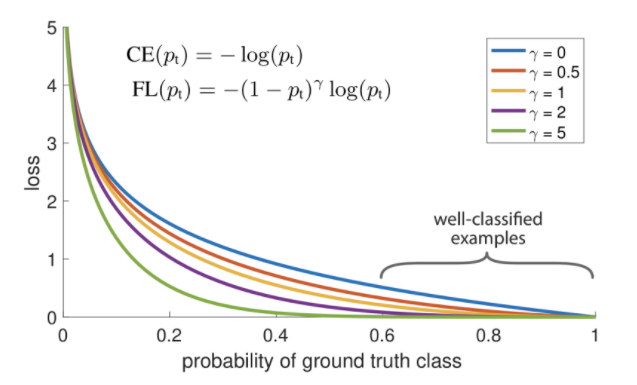 CE(pt) = − log(pt)
FL(pt) = −(1 − pt)^γ log(pt)
γ = 0
γ = 0.5
γ = 1
γ = 2
γ = 5
well-classified
examples
5
4
3
2
1
0
loss
0 0.2 0.4 0.6 0.8 1
probability of ground truth class